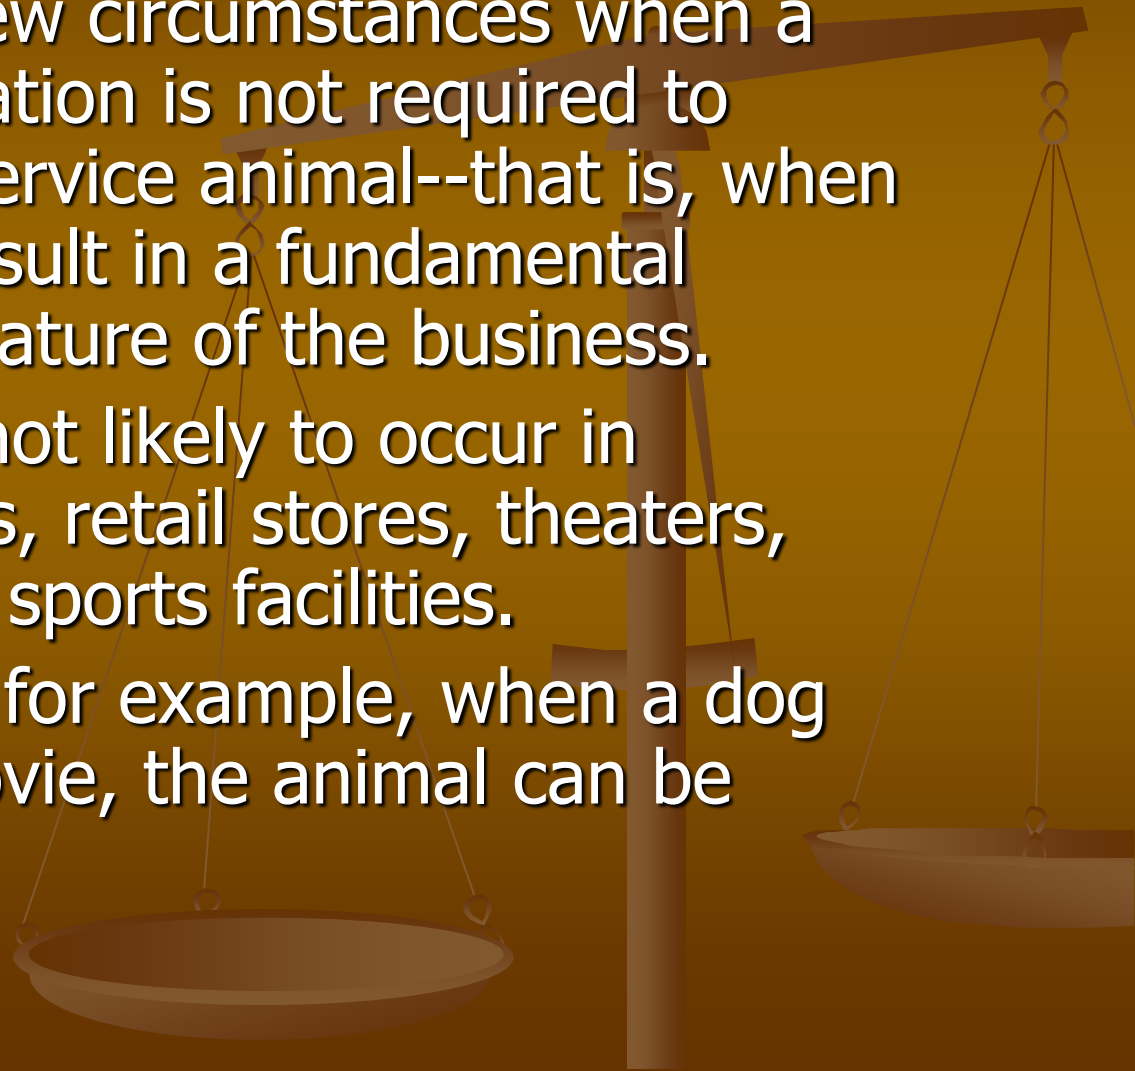 ew circumstances when a
ation is not required to
ervice animal--that is, when
sult in a fundamental
ature of the business.
not likely to occur in
s, retail stores, theaters,
sports facilities.
for example, when a dog
ovie, the animal can be